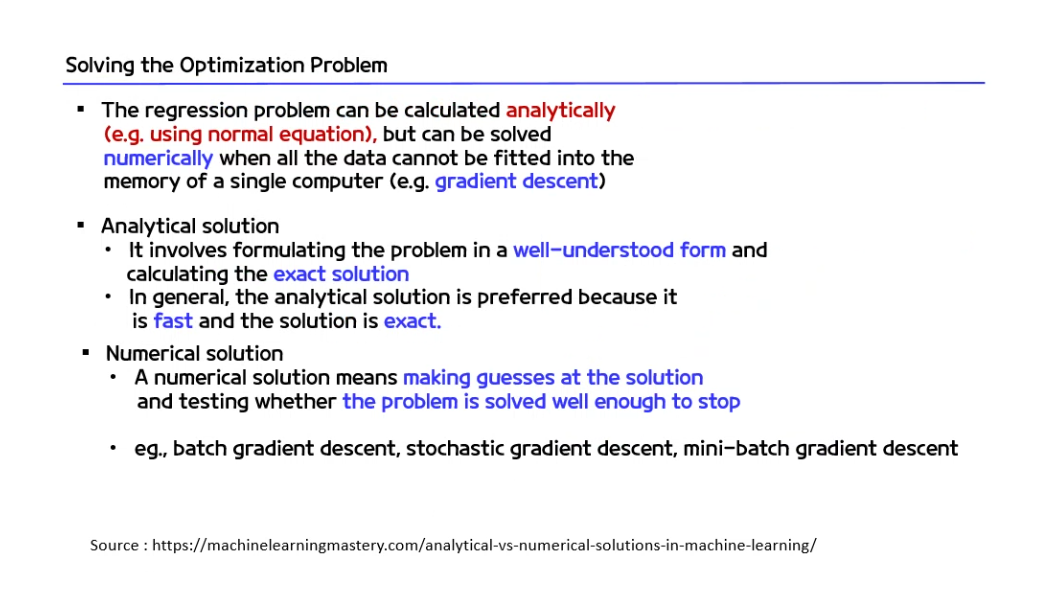 Solving the Optimization Problem
▪ The regression problem can be calculated analytically
(e.g. using normal equation), but can be solved
numerically when all the data cannot be fitted into the
memory of a single computer (e.g. gradient descent)
▪ Analytical solution
• It involves formulating the problem in a well-understood form and
calculating the exact solution
• In general, the analytical solution is preferred because it
is fast and the solution is exact.
▪ Numerical solution
• A numerical solution means making guesses at the solution
and testing whether the problem is solved well enough to stop
• eg., batch gradient descent, stochastic gradient descent, mini-batch gradient descent
Source : https://machinelearningmastery.com/analytical-vs-numerical-solutions-in-machine-learning/